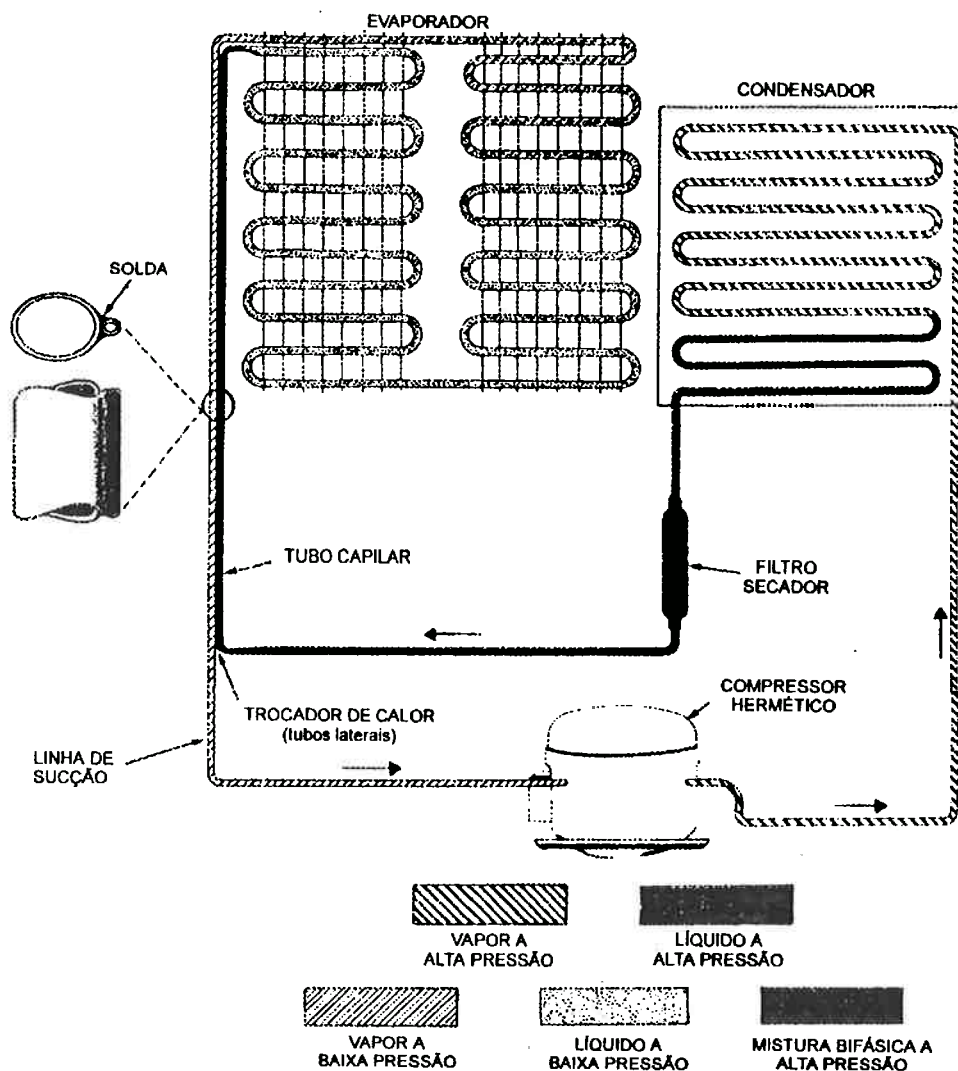 EVAPORADOR
CONDENSADOR
SOLDA
TUBO CAPILAR
FILTRO
SECADOR
TROCADOR DE CALOR
(tubos laterais)
COMPRESSOR
HERMÉTICO
LINHA DE
SUCÇÃO
VAPOR A
ALTA PRESSÃO
LÍQUIDO A
ALTA PRESSÃO
VAPOR A
BAIXA PRESSÃO
LÍQUIDO A
BAIXA PRESSÃO
MISTURA BIFÁSICA A
ALTA PRESSÃO